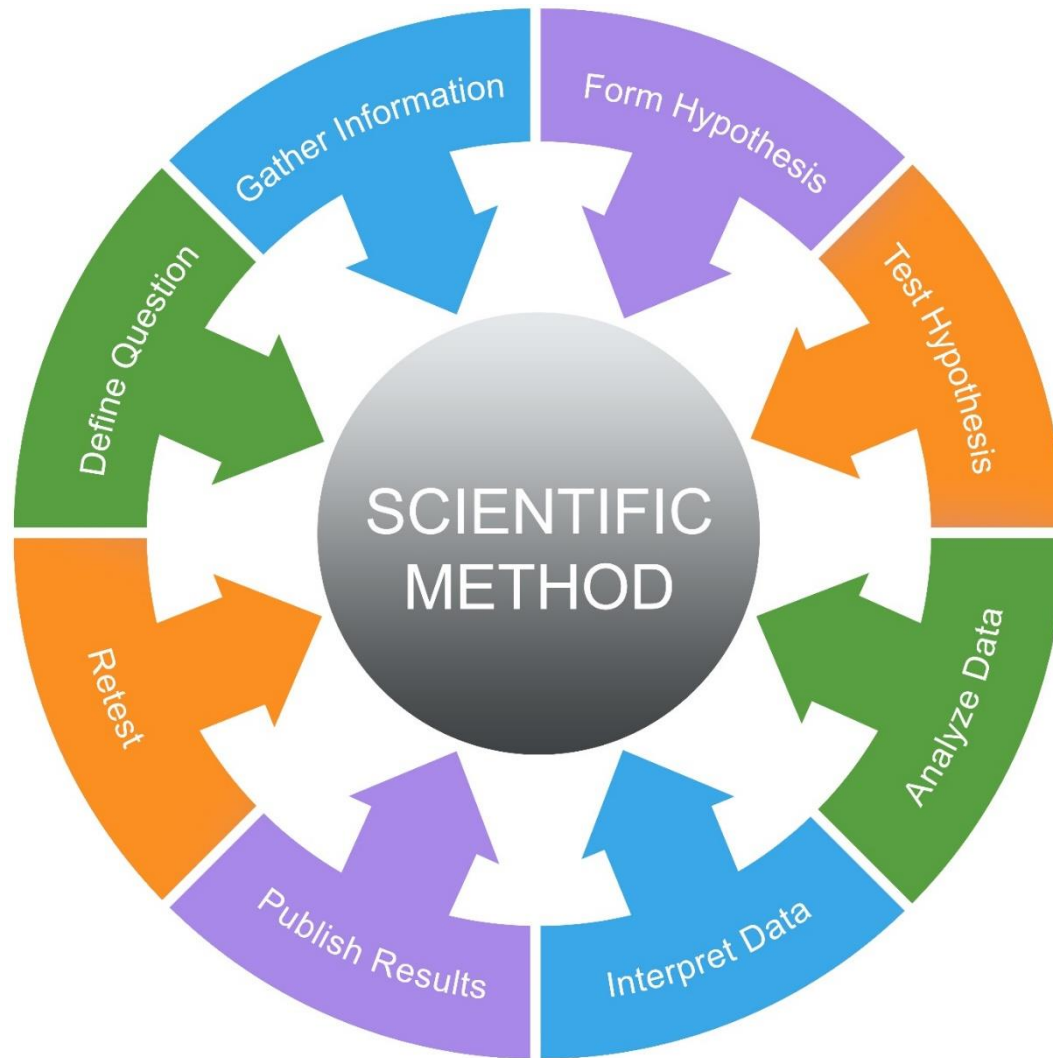 Define Question
Gather Information
Form Hypothesis
Test Hypothesis
Analyze Data
Interpret Data
Publish Results
Retest
SCIENTIFIC
METHOD